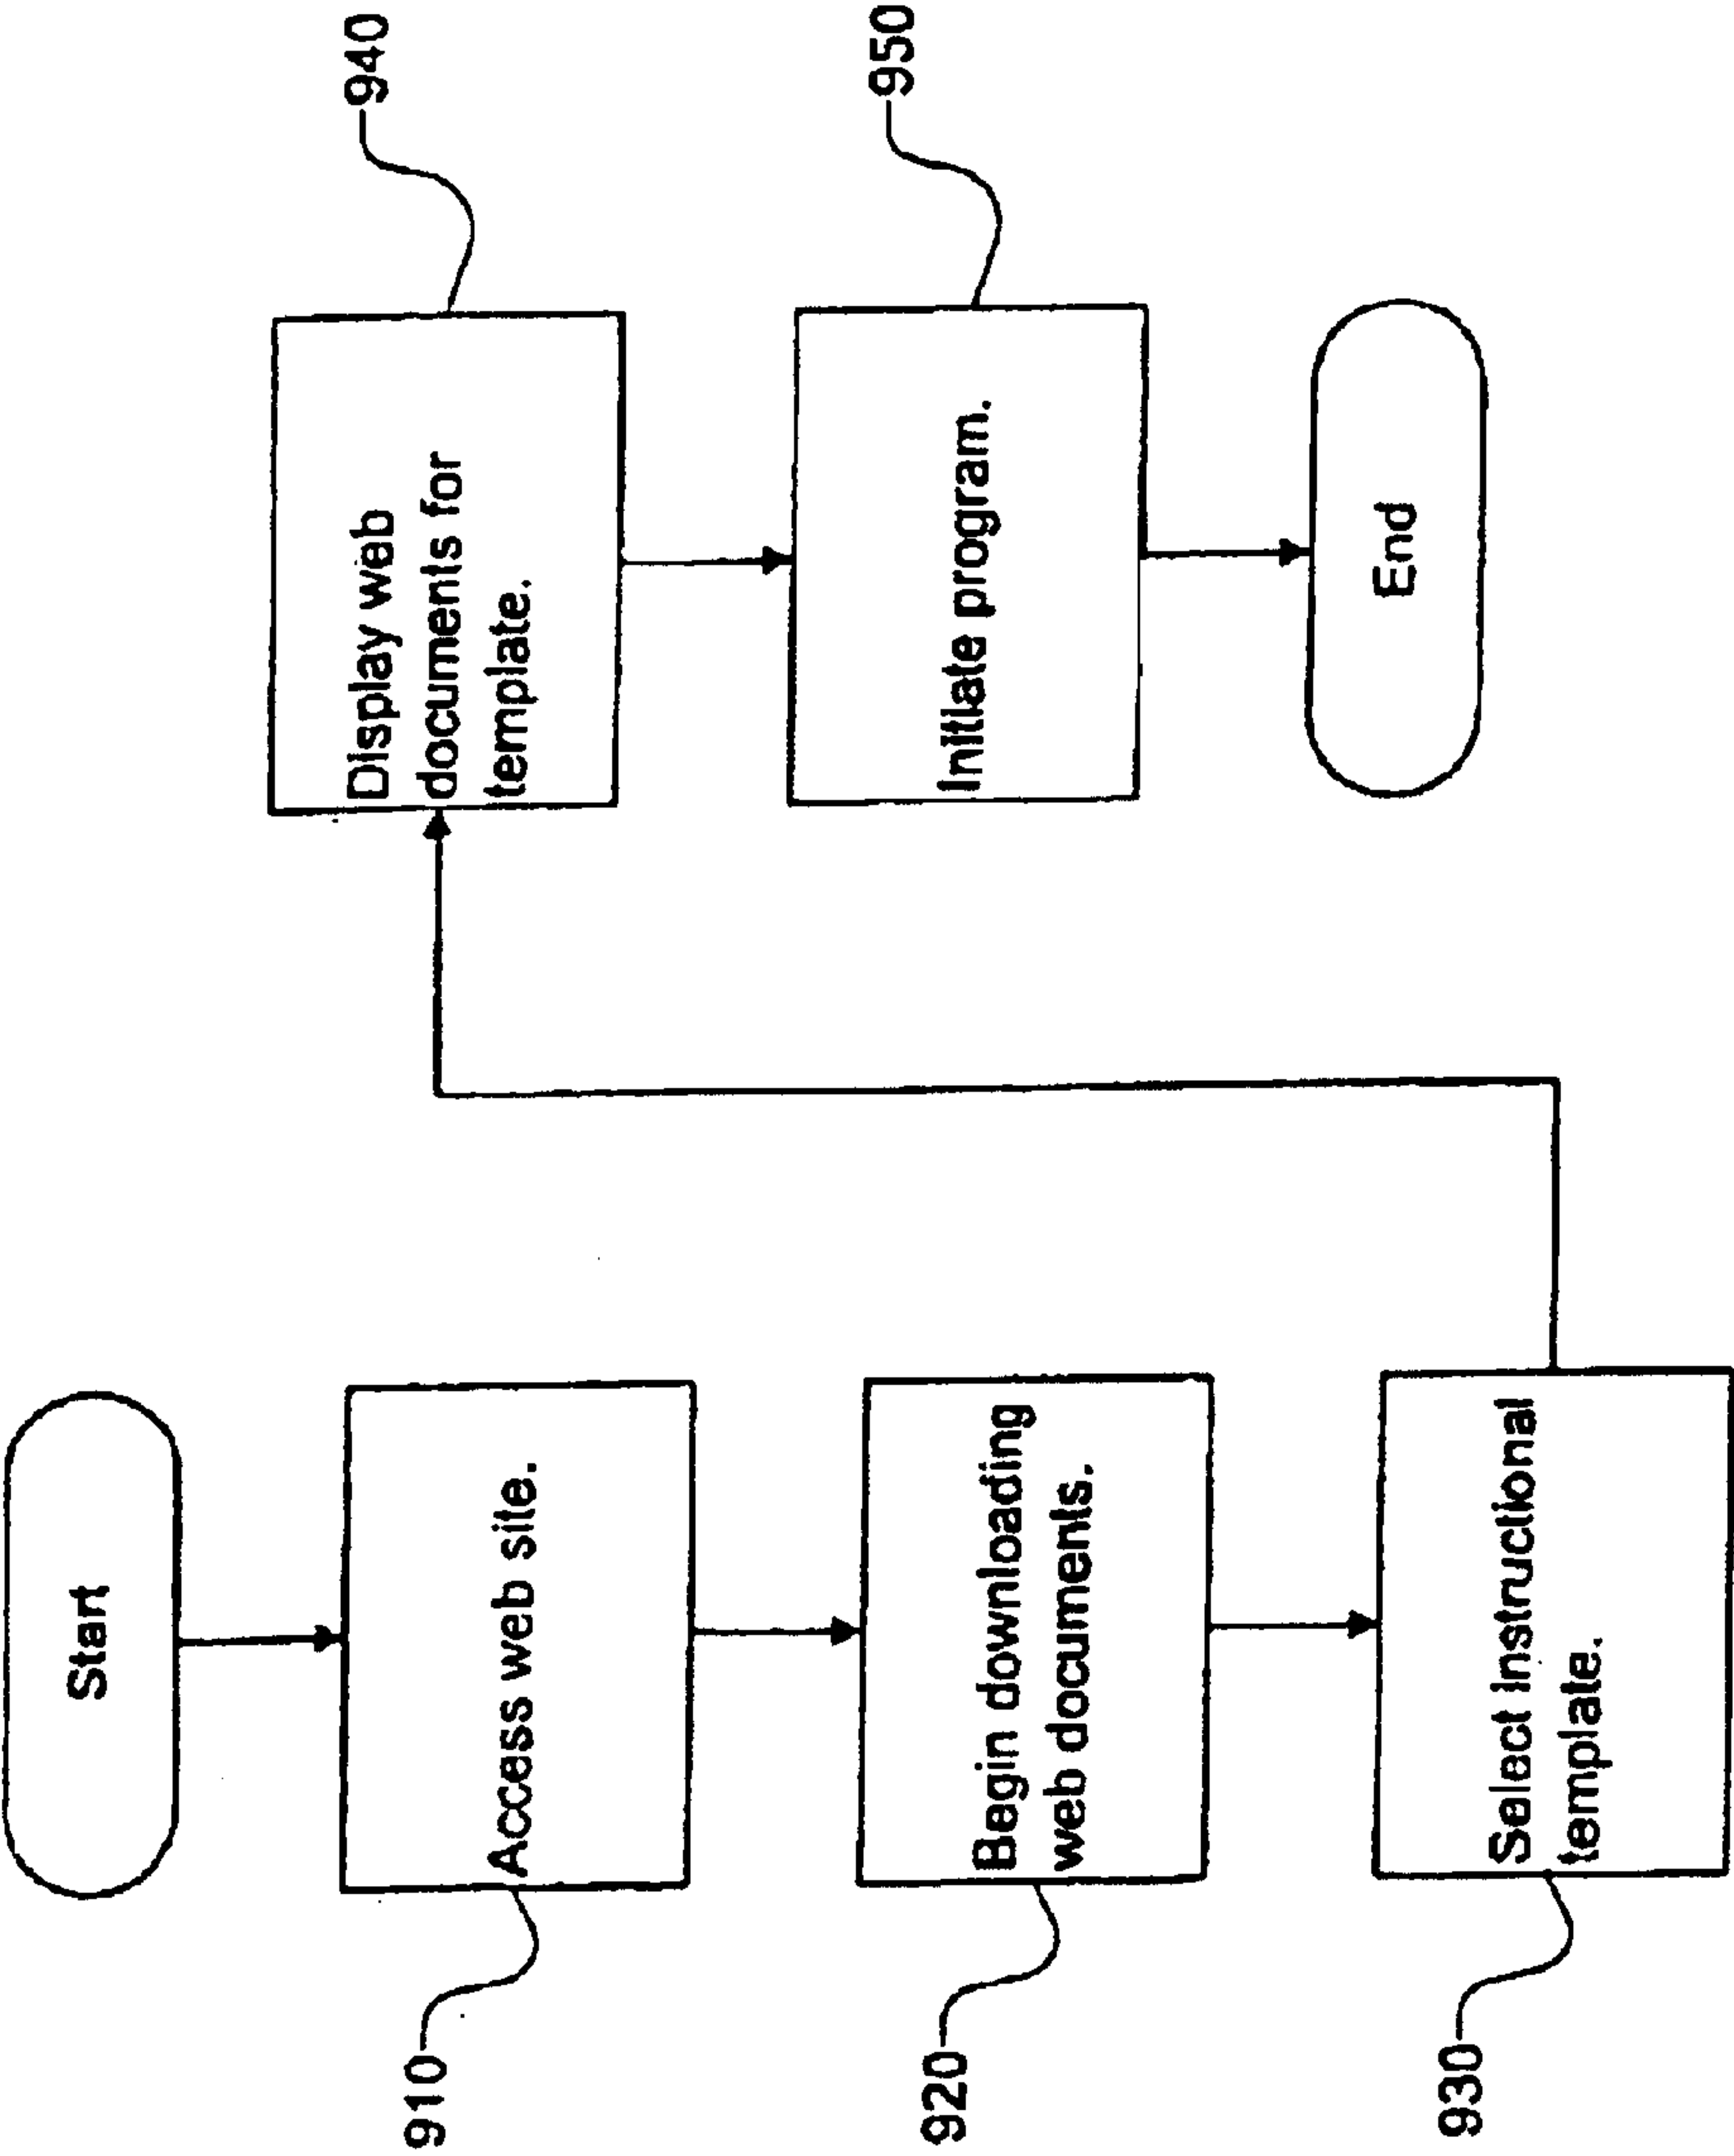 Start
910
Access web site.
920
Begin downloading
web documents.
930
Select Instructional
template.
940
Display web
documents for
template.
950
Initiate program.
End